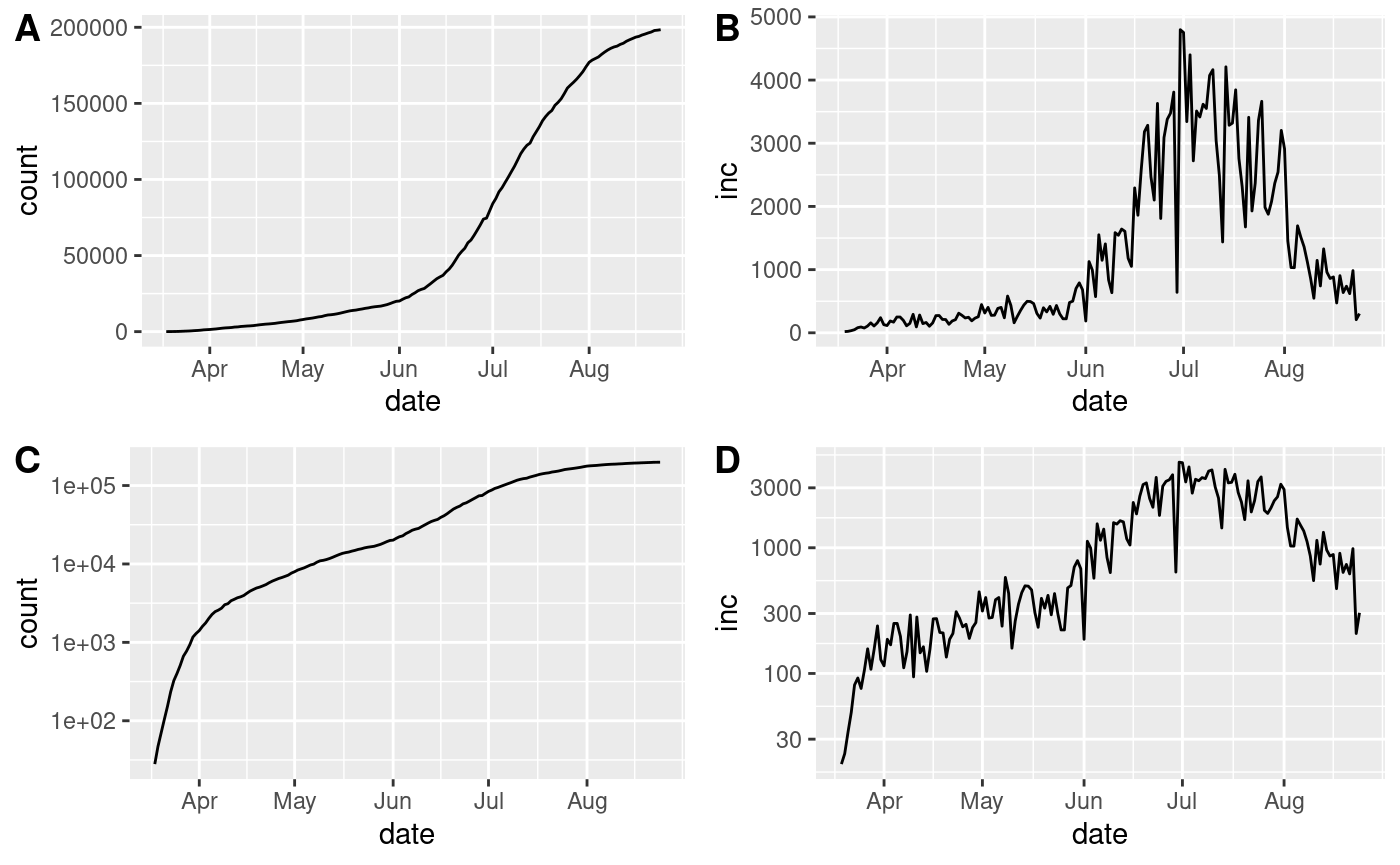 A
200000
150000
100000
50000
0
count
Apr May Jun Jul Aug
date
B
5000
4000
3000
2000
1000
0
inc
Apr May Jun Jul Aug
date
C
1e+05
1e+04
1e+03
1e+02
count
Apr May Jun Jul Aug
date
D
3000
1000
300
100
30
inc
Apr May Jun Jul Aug
date